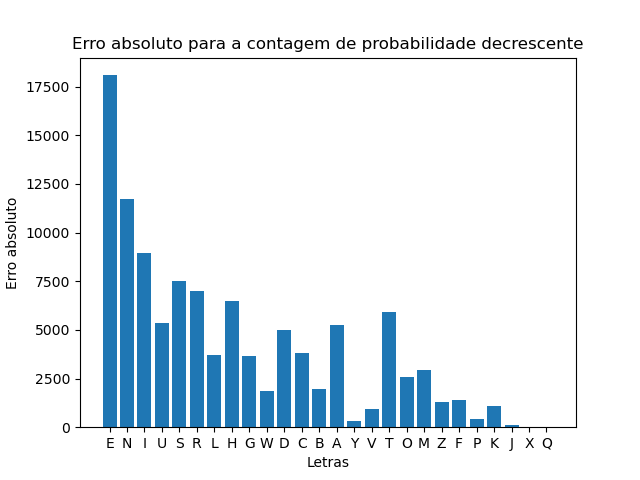 Erro absoluto para a contagem de probabilidade decrescente
Erro absoluto
17500
15000
12500
10000
7500
5000
2500
0
E N I U S R L H G W D C B A Y V T O M Z F P K J X Q
Letras